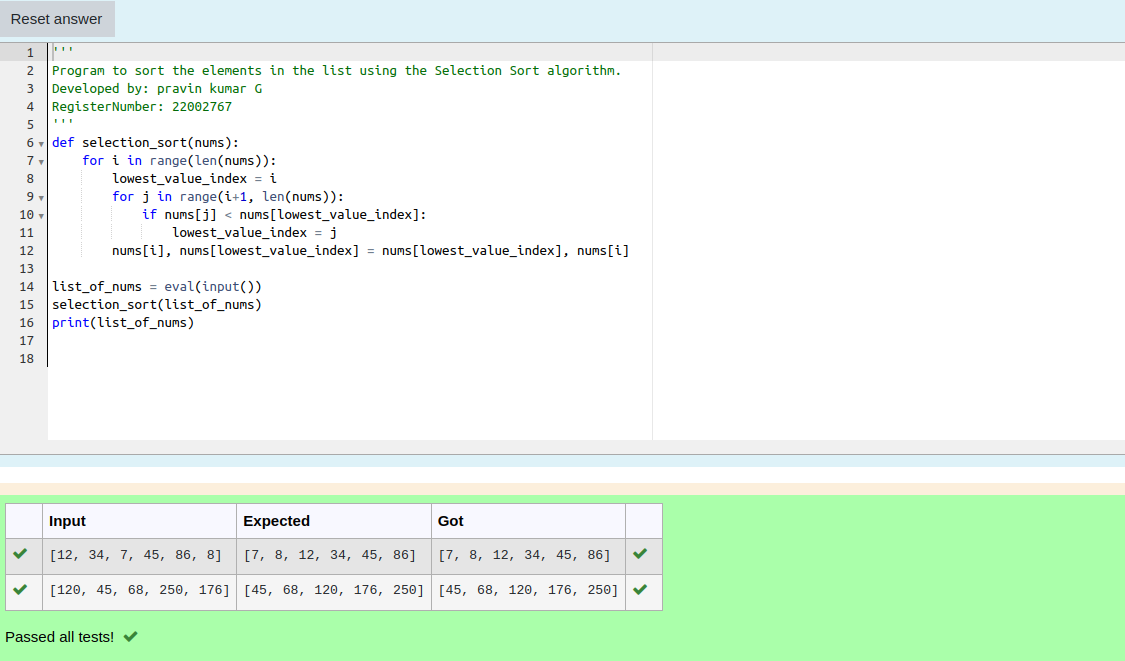 Reset answer
1 '''
2 Program to sort the elements in the list using the Selection Sort algorithm.
3 Developed by: pravin kumar G
4 RegisterNumber: 22002767
5 '''
6 def selection_sort(nums):
7     for i in range(len(nums)):
8         lowest_value_index = i
9         for j in range(i+1, len(nums)):
10             if nums[j] < nums[lowest_value_index]:
11                 lowest_value_index = j
12         nums[i], nums[lowest_value_index] = nums[lowest_value_index], nums[i]
13
14 list_of_nums = eval(input())
15 selection_sort(list_of_nums)
16 print(list_of_nums)
17
18
Input Expected Got
[12, 34, 7, 45, 86, 8] [7, 8, 12, 34, 45, 86] [7, 8, 12, 34, 45, 86]
[120, 45, 68, 250, 176] [45, 68, 120, 176, 250] [45, 68, 120, 176, 250]
Passed all tests!